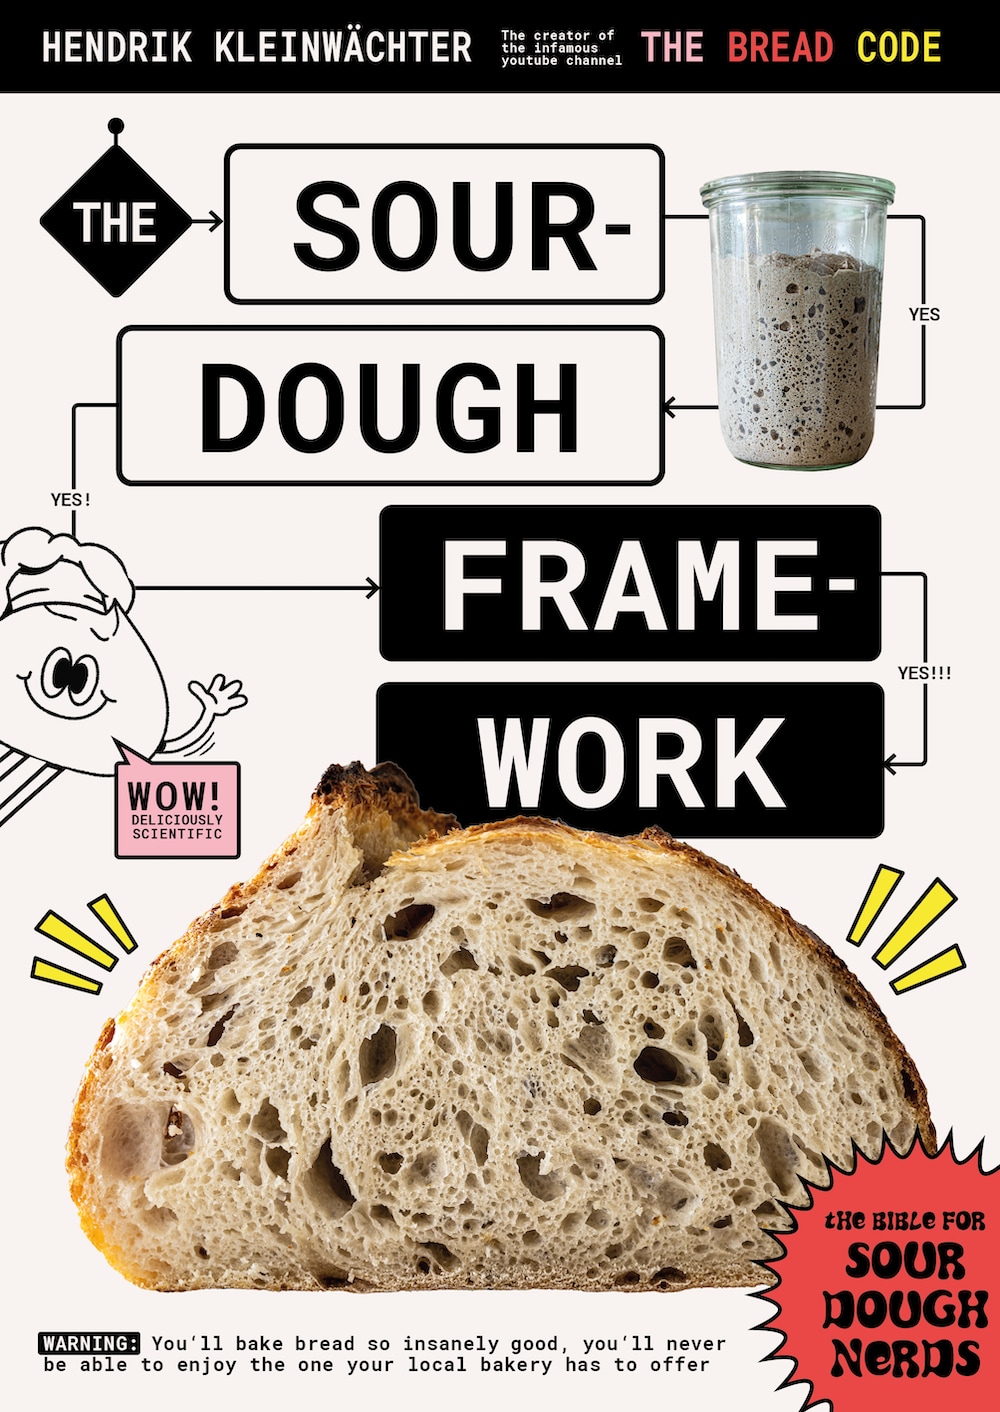 HENDRIK KLEINWÄCHTER
The creator of
the infamous
youtube channel
THE BREAD CODE
THE
SOUR-
YES
DOUGH
YES!
FRAME-
YES!!!
WORK
WOW!
DELICIOUSLY
SCIENTIFIC
tHe BIBLe FOR
SOUR
DOUGH
NeRDS
WARNING: You‘ll bake bread so insanely good, you‘ll never
be able to enjoy the one your local bakery has to offer